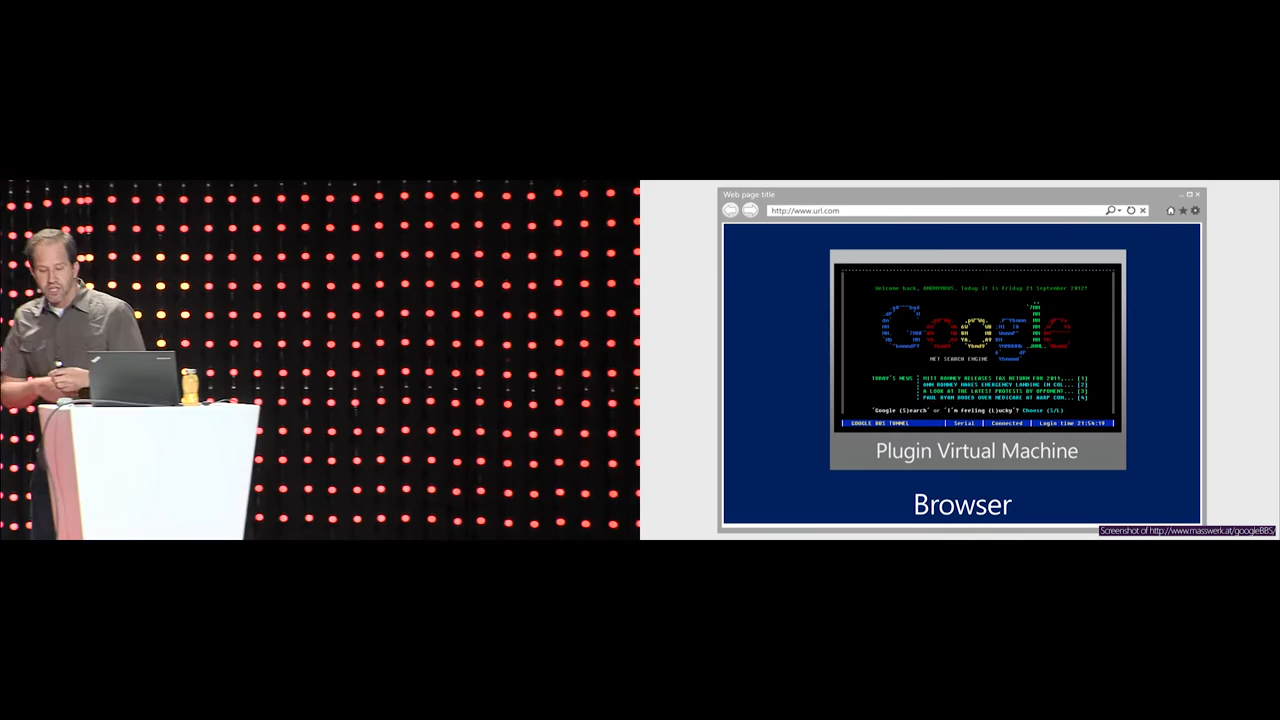 Web page title
http://www.url.com
Welcome back, ANONYMOUS. Today it is Friday 21 September 2012!
Google
NET SEARCH ENGINE
TODAY'S NEWS : MITT ROMNEY RELEASES TAX RETURN FOR 2011,... [1]
: ANN ROMNEY MAKES EMERGENCY LANDING IN COL... [2]
: A LOOK AT THE LATEST PROTESTS BY OPPONENT... [3]
: PAUL RYAN BOOED OVER MEDICARE AT AARP CON... [4]
'Google (S)earch' or 'I'm feeling (L)ucky'? Choose (S/L)
| GOOGLE BBS TUNNEL | Serial | Connected | Login time 21:54:19 |
Plugin Virtual Machine
Browser
Screenshot of http://www.masswerk.at/googleBBS/